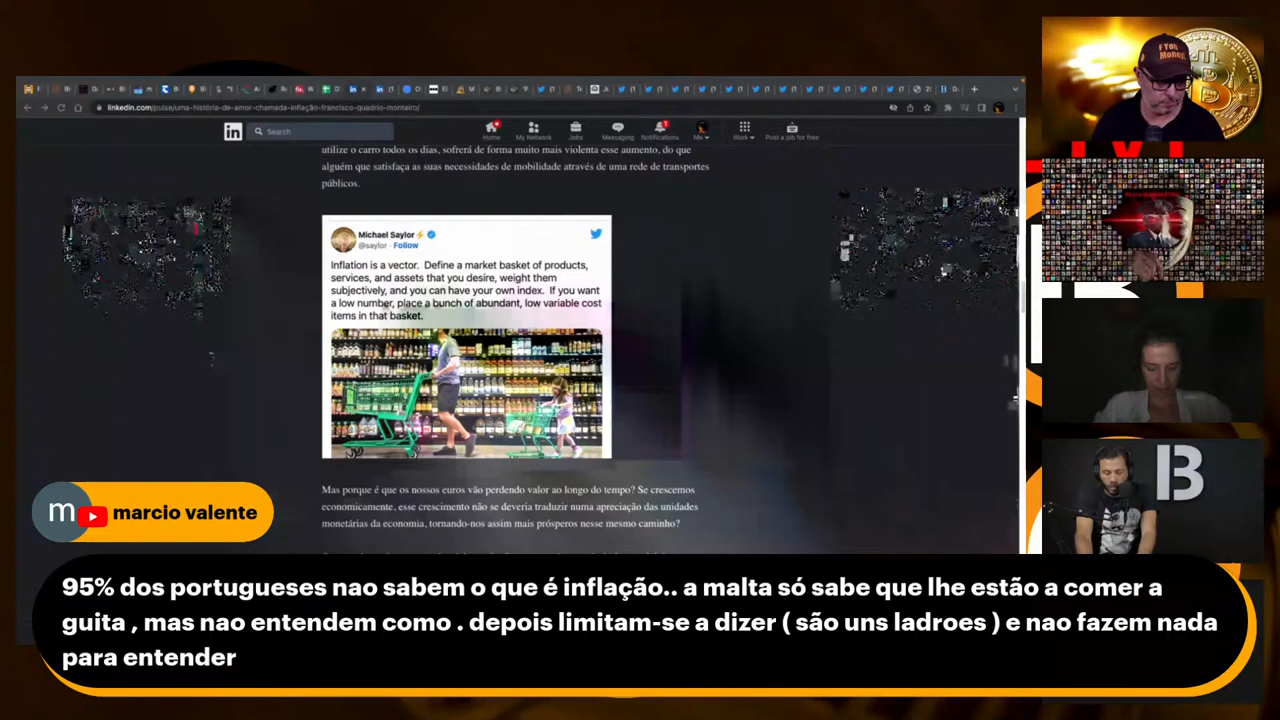 linkedin.com/pulse/uma-história-de-amor-chamada-inflação-francisco-quadrio-monteiro/
in
Search
Home
My Network
Jobs
Messaging
Notifications
Me
Work
Post a job for free
utilize o carro todos os dias, sofrerá de forma muito mais violenta esse aumento, do que
alguém que satisfaça as suas necessidades de mobilidade através de uma rede de transportes
públicos.
Michael Saylor⚡
@saylor · Follow
Inflation is a vector. Define a market basket of products,
services, and assets that you desire, weight them
subjectively, and you can have your own index. If you want
a low number, place a bunch of abundant, low variable cost
items in that basket.
Mas porque é que os nossos euros vão perdendo valor ao longo do tempo? Se crescemos
economicamente, esse crescimento não se deveria traduzir numa apreciação das unidades
monetárias da economia, tornando-nos assim mais prósperos nesse mesmo caminho?
m
marcio valente
95% dos portugueses nao sabem o que é inflação.. a malta só sabe que lhe estão a comer a
guita , mas nao entendem como . depois limitam-se a dizer ( são uns ladroes ) e nao fazem nada
para entender
F YOU
Money!
B